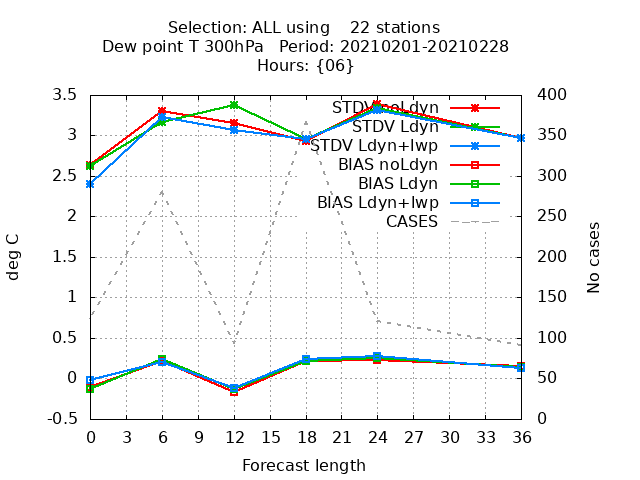 Selection: ALL using    22 stations
Dew point T 300hPa   Period: 20210201-20210228
Hours: {06}
3.5
3
2.5
2
1.5
1
0.5
0
-0.5
deg C
400
350
300
250
200
150
100
50
0
No cases
STDV noLdyn
STDV Ldyn
STDV Ldyn+lwp
BIAS noLdyn
BIAS Ldyn
BIAS Ldyn+lwp
CASES
0 3 6 9 12 15 18 21 24 27 30 33 36
Forecast length